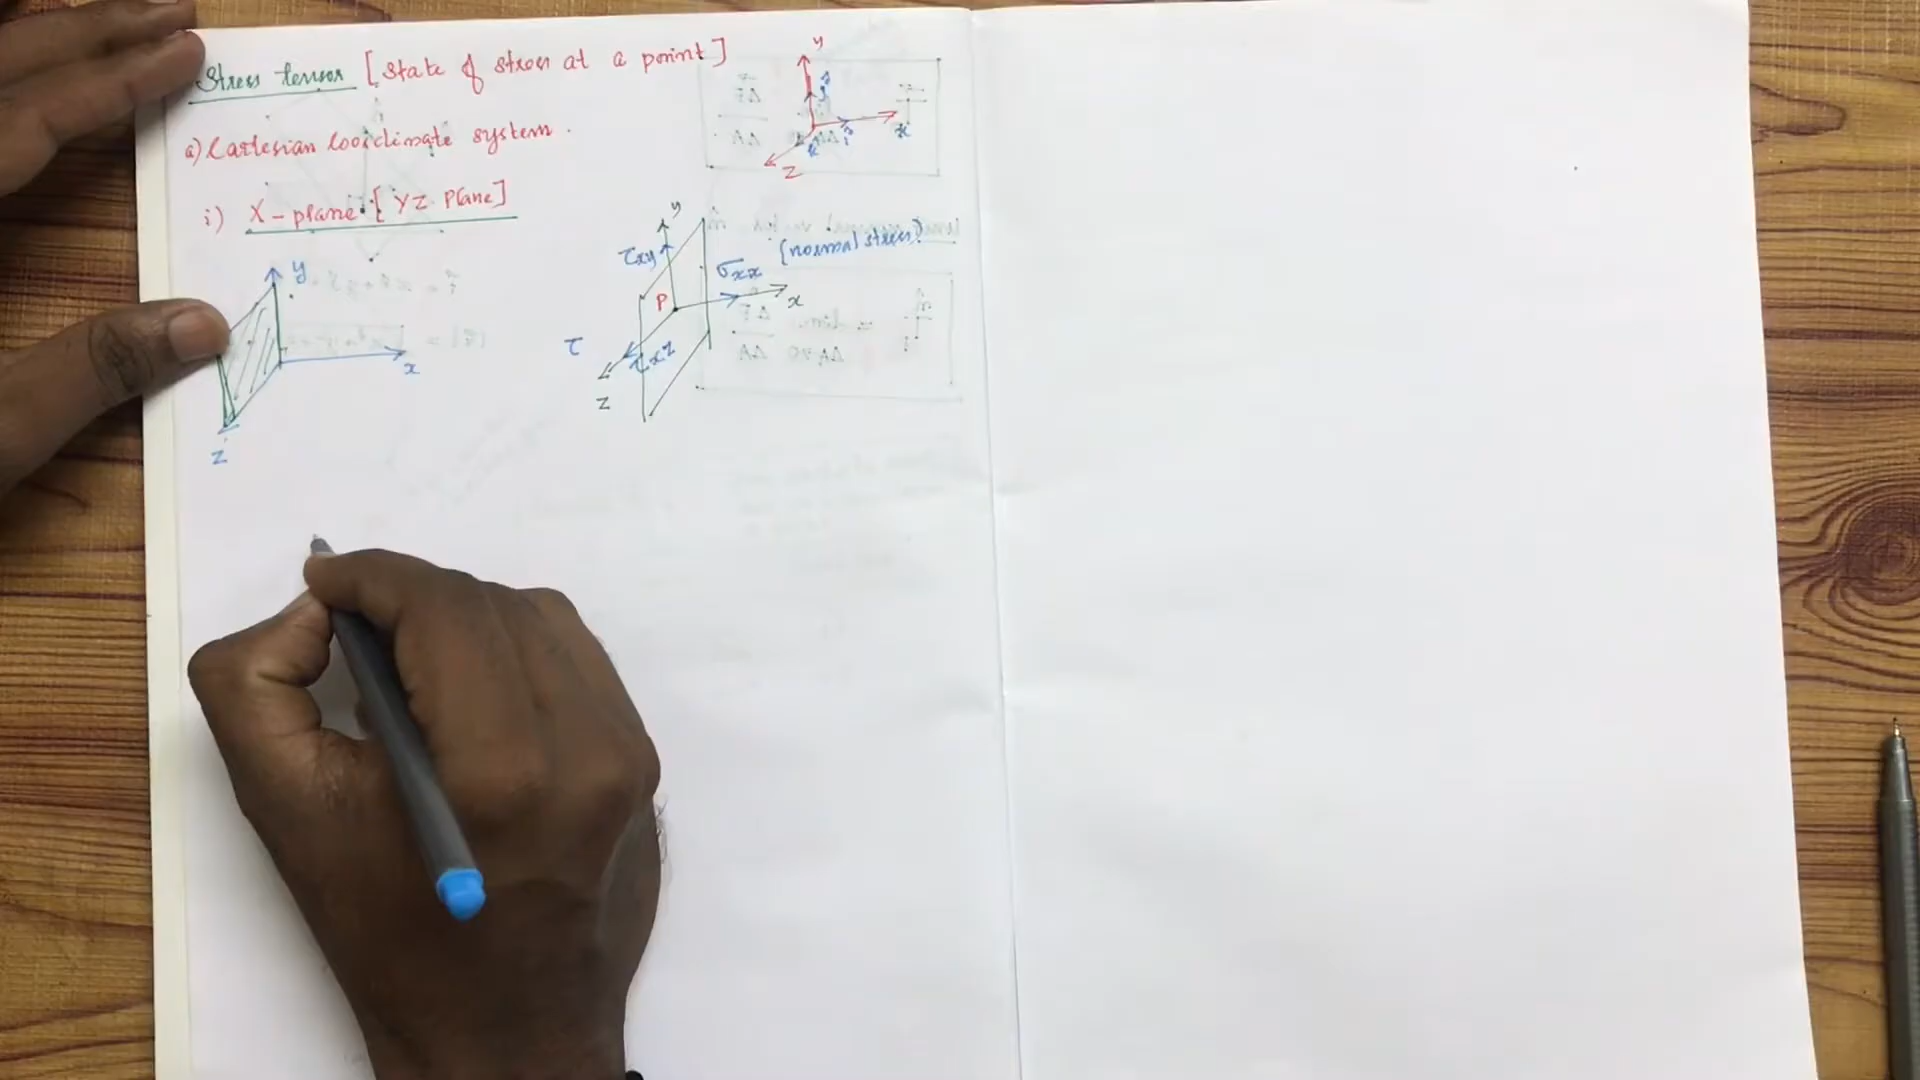 Stress tensor [State of stress at a point]
a) Cartesian coordinate system.
i) X-plane [YZ Plane]
y
j
i
x
k
z
y
x
z
y
τxy
σxx
[normal stress]
P
x
τ
τxz
z